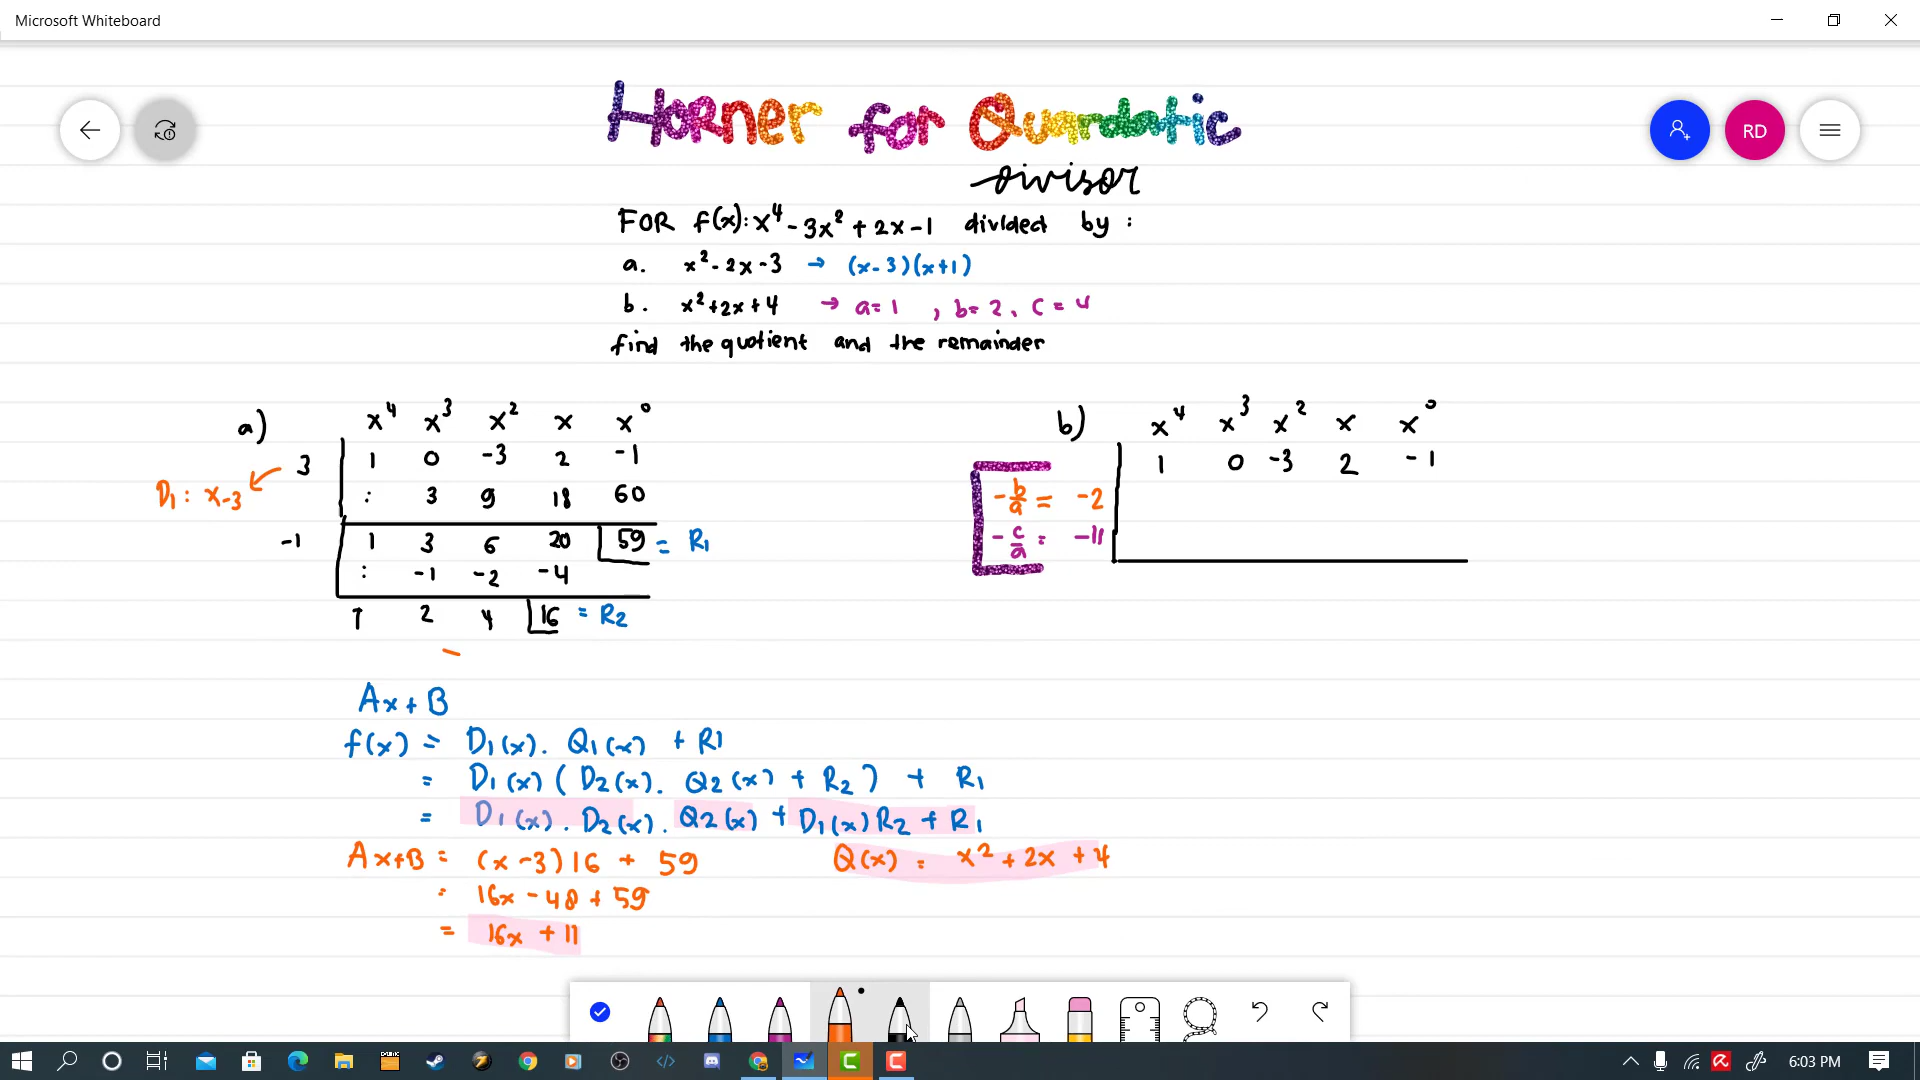 Microsoft Whiteboard
RD
Horner for Quardatic
divisor
FOR f(x): x⁴ - 3x² + 2x - 1 divided by :
a. x² - 2x - 3 → (x-3)(x+1)
b. x² + 2x + 4 → a = 1 , b = 2, c = 4
find the quotient and the remainder
a) x⁴ x³ x² x x⁰
3 1 0 -3 2 -1
D₁ : x-3 : 3 9 18 60
-1 1 3 6 20 59 = R₁
: -1 -2 -4
1 2 4 16 = R₂
b) x⁴ x³ x² x x⁰
1 0 -3 2 -1
-b/a = -2
-c/a = -4
Ax + B
f(x) = D₁(x). Q₁(x) + R₁
= D₁(x) ( D₂(x). Q₂(x) + R₂ ) + R₁
= D₁(x) . D₂(x). Q₂(x) + D₁(x) R₂ + R₁
Ax+B = (x-3)16 + 59 Q(x) = x² + 2x + 4
= 16x - 48 + 59
= 16x + 11
6:03 PM